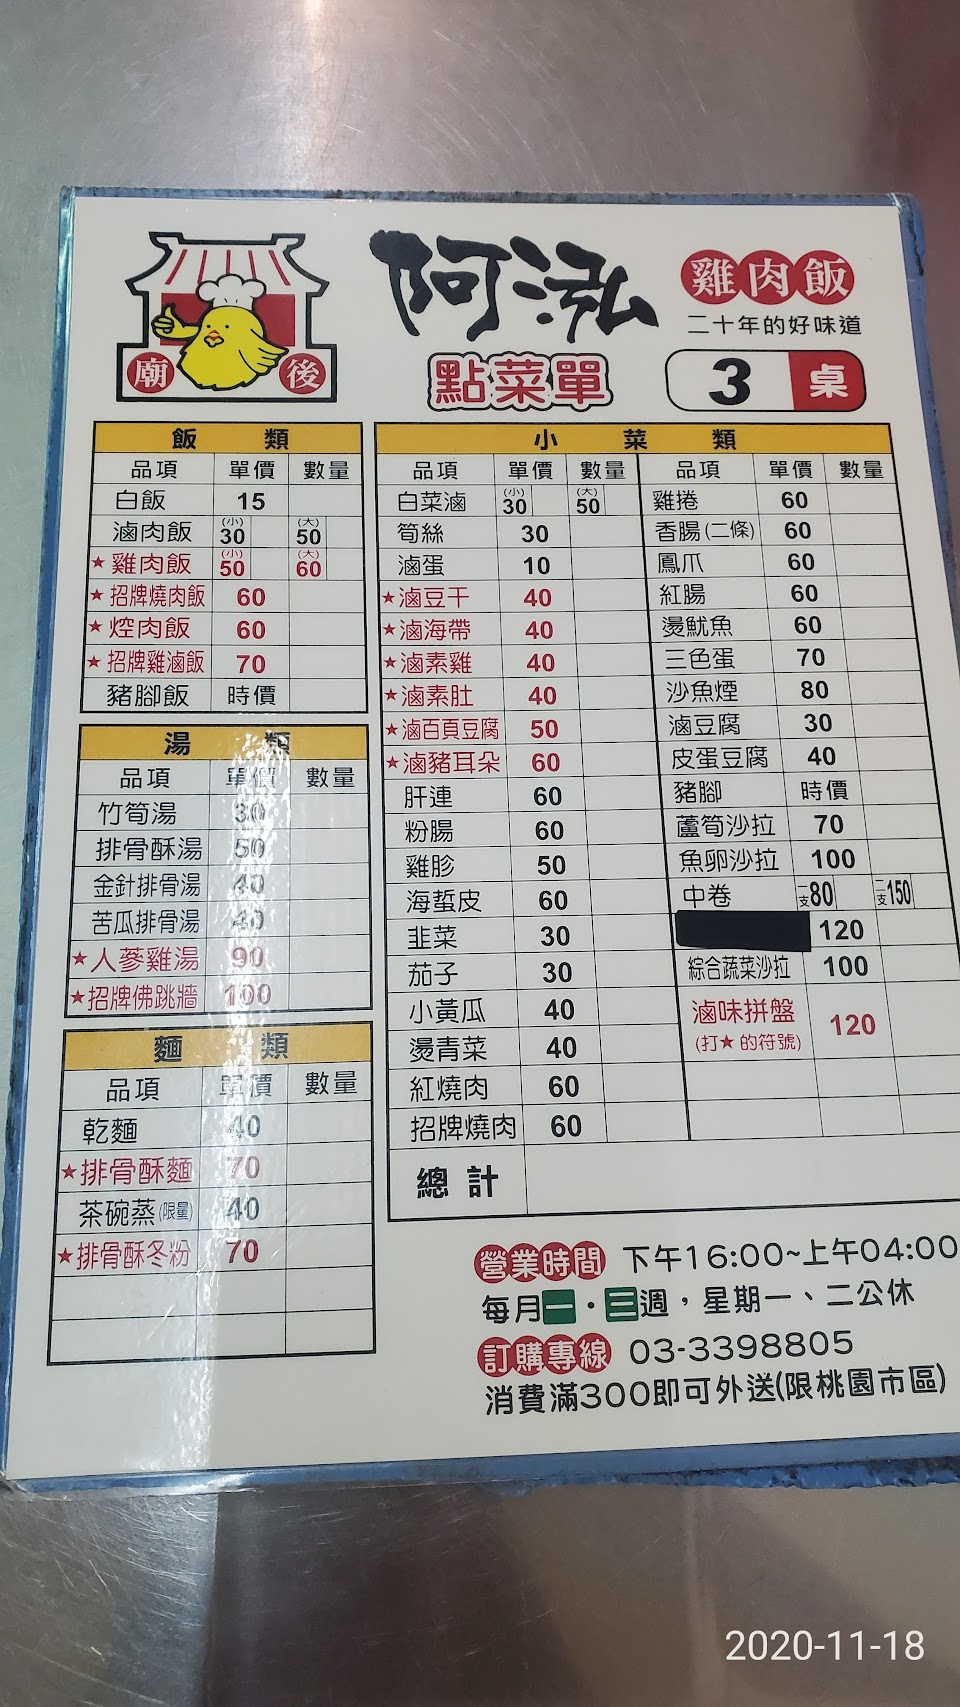 廟 後
阿泓
雞肉飯
二十年的好味道
點菜單
3 桌
飯 類
品項 單價 數量
白飯 15
滷肉飯 (小)30 (大)50
★雞肉飯 (小)50 (大)60
★招牌燒肉飯 60
★焢肉飯 60
★招牌雞滷飯 70
豬腳飯 時價
湯 類
品項 單價 數量
竹筍湯 30
排骨酥湯 50
金針排骨湯 40
苦瓜排骨湯 40
★人蔘雞湯 90
★招牌佛跳牆 100
麵 類
品項 單價 數量
乾麵 40
★排骨酥麵 70
茶碗蒸(限量) 40
★排骨酥冬粉 70
小 菜 類
品項 單價 數量
白菜滷 (小)30 (大)50
筍絲 30
滷蛋 10
★滷豆干 40
★滷海帶 40
★滷素雞 40
★滷素肚 40
★滷百頁豆腐 50
★滷豬耳朵 60
肝連 60
粉腸 60
雞胗 50
海蜇皮 60
韭菜 30
茄子 30
小黃瓜 40
燙青菜 40
紅燒肉 60
招牌燒肉 60
品項 單價 數量
雞捲 60
香腸(二條) 60
鳳爪 60
紅腸 60
燙魷魚 60
三色蛋 70
沙魚煙 80
滷豆腐 30
皮蛋豆腐 40
豬腳 時價
蘆筍沙拉 70
魚卵沙拉 100
中卷 一支80 二支150
120
綜合蔬菜沙拉 100
滷味拼盤 120
(打★的符號)
總計
營業時間 下午16:00~上午04:00
每月一·三週，星期一、二公休
訂購專線 03-3398805
消費滿300即可外送(限桃園市區)
2020-11-18